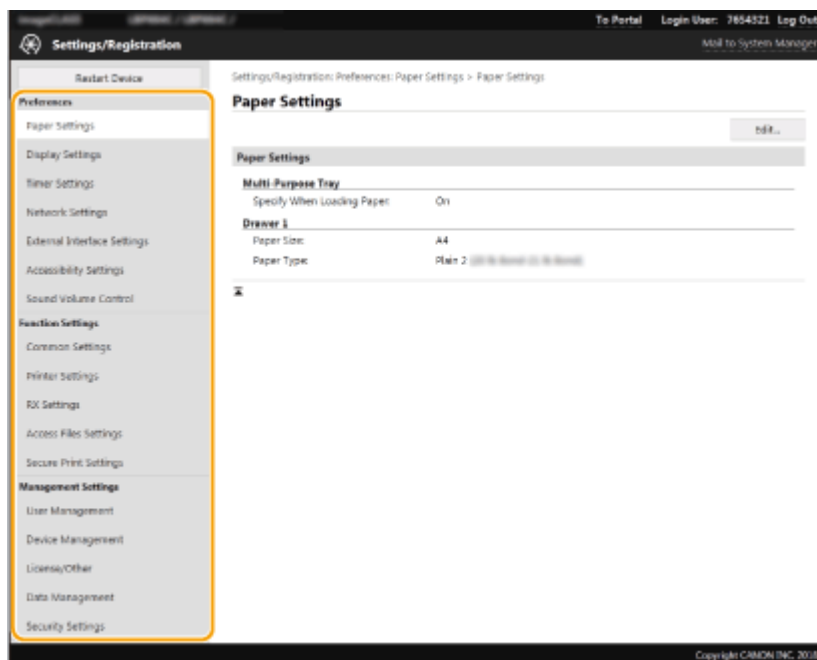 To Portal Login User: 7654321 Log Out
Settings/Registration
Mail to System Manager
Restart Device
Settings/Registration: Preferences: Paper Settings > Paper Settings
Preferences
Paper Settings
Paper Settings
Edit...
Display Settings
Paper Settings
Timer Settings
Multi-Purpose Tray
Specify When Loading Paper: On
Network Settings
Drawer 1
External Interface Settings
Paper Size: A4
Paper Type: Plain 2
Accessibility Settings
Sound Volume Control
Function Settings
Common Settings
Printer Settings
RX Settings
Access Files Settings
Secure Print Settings
Management Settings
User Management
Device Management
License/Other
Data Management
Security Settings
Copyright CANON INC. 2018